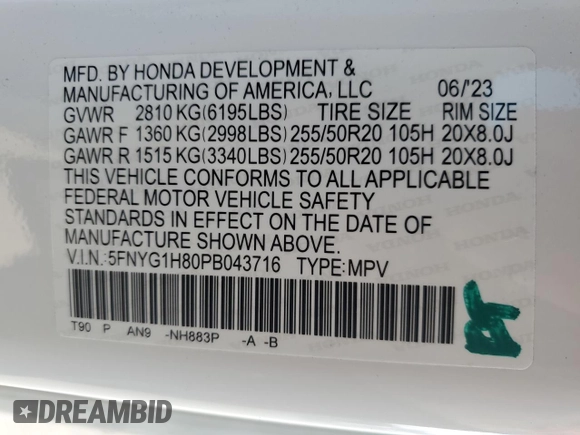 MFD. BY HONDA DEVELOPMENT &
MANUFACTURING OF AMERICA, LLC 06/'23
GVWR 2810 KG(6195LBS) TIRE SIZE RIM SIZE
GAWR F 1360 KG(2998LBS) 255/50R20 105H 20X8.0J
GAWR R 1515 KG(3340LBS) 255/50R20 105H 20X8.0J
THIS VEHICLE CONFORMS TO ALL APPLICABLE
FEDERAL MOTOR VEHICLE SAFETY
STANDARDS IN EFFECT ON THE DATE OF
MANUFACTURE SHOWN ABOVE.
V.I.N.:5FNYG1H80PB043716 TYPE:MPV
T90 P AN9 -NH883P -A -B
DREAMBID